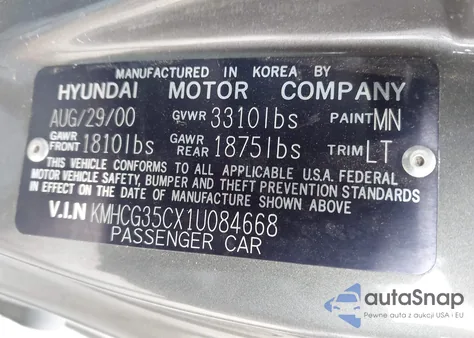 MANUFACTURED IN KOREA BY
HYUNDAI MOTOR COMPANY
AUG/29/00 GVWR 3310lbs PAINT MN
GAWR FRONT 1810lbs GAWR REAR 1875lbs TRIM LT
THIS VEHICLE CONFORMS TO ALL APPLICABLE U.S.A. FEDERAL
MOTOR VEHICLE SAFETY, BUMPER AND THEFT PREVENTION STANDARDS
IN EFFECT ON THE DATE OF MANUFACTURE SHOWN ABOVE
V.I.N KMHCG35CX1U084668
PASSENGER CAR
autoSnap
Pewne auta z aukcji USA i EU